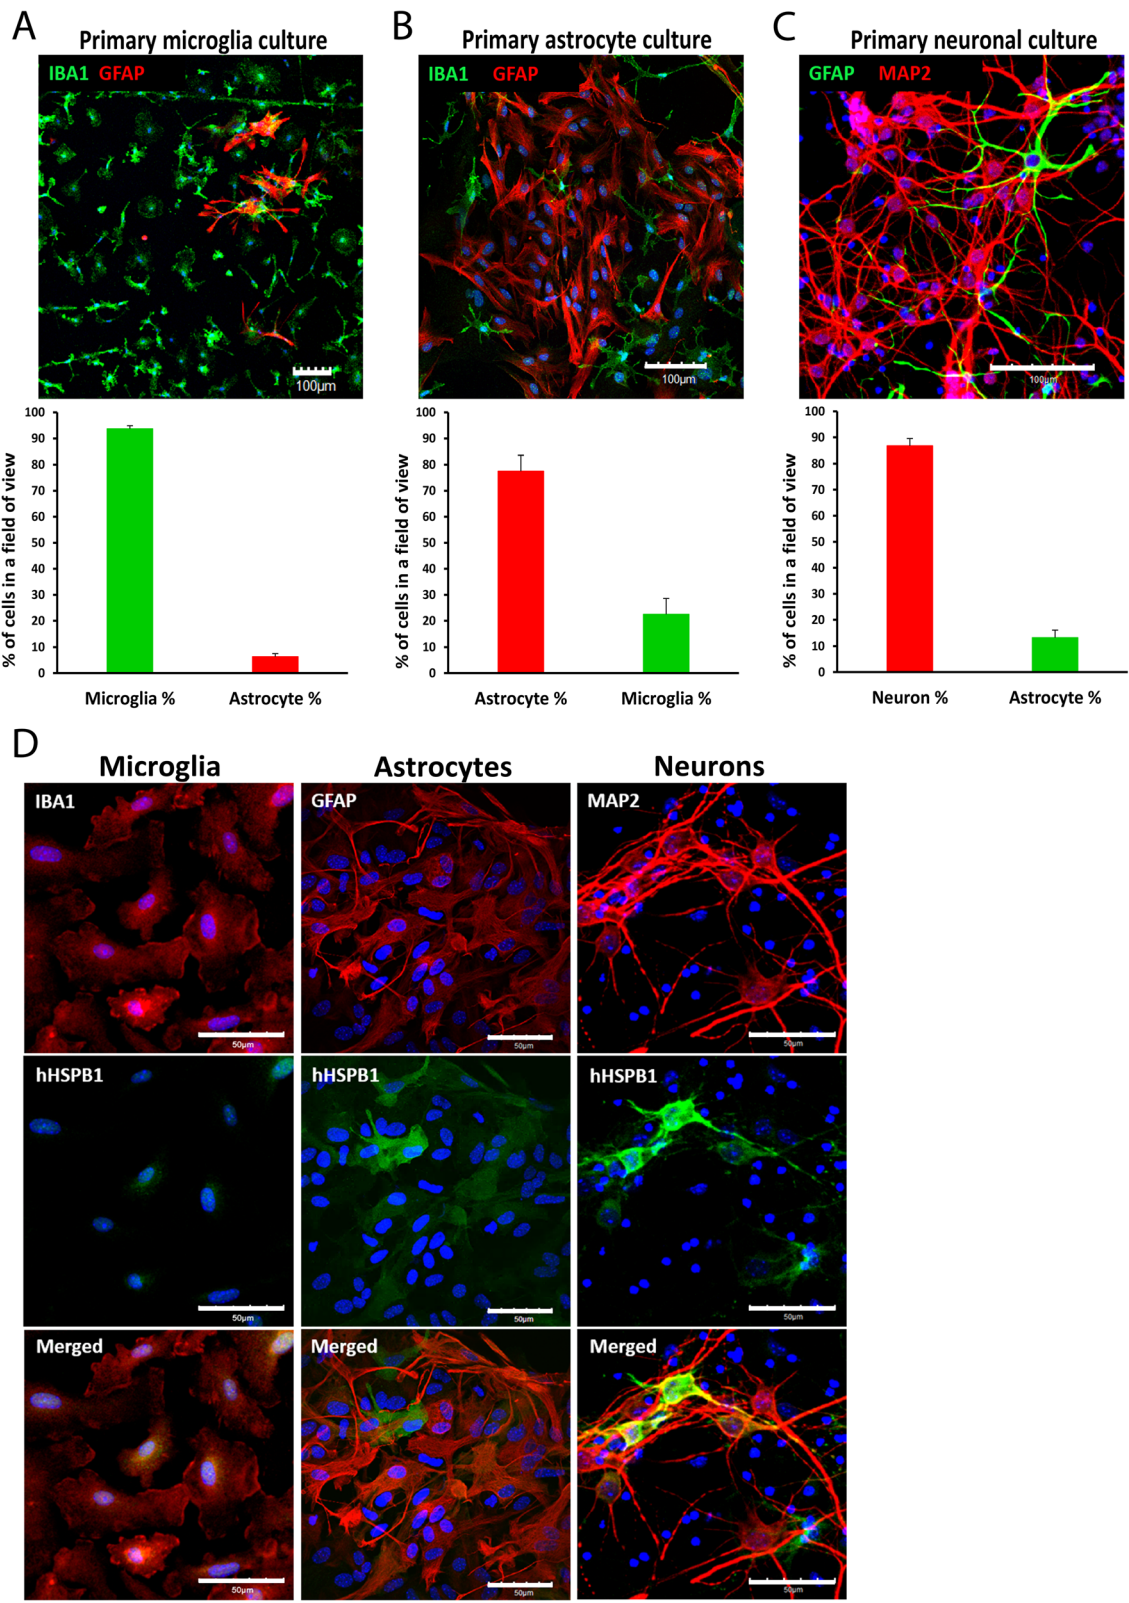 A
Primary microglia culture
IBA1 GFAP
100µm
% of cells in a field of view
100
90
80
70
60
50
40
30
20
10
0
Microglia %
Astrocyte %
B
Primary astrocyte culture
IBA1 GFAP
100µm
% of cells in a field of view
100
90
80
70
60
50
40
30
20
10
0
Astrocyte %
Microglia %
C
Primary neuronal culture
GFAP MAP2
100µm
% of cells in a field of view
100
90
80
70
60
50
40
30
20
10
0
Neuron %
Astrocyte %
D
Microglia
Astrocytes
Neurons
IBA1
50µm
GFAP
50µm
MAP2
50µm
hHSPB1
50µm
hHSPB1
50µm
hHSPB1
50µm
Merged
50µm
Merged
50µm
Merged
50µm